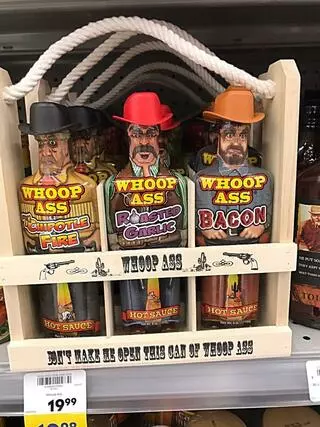 WHOOP
ASS
CHIPOTLE
FIRE
HOT SAUCE
WHOOP
ASS
ROASTED
GARLIC
HOT SAUCE
WHOOP
ASS
BACON
HOT SAUCE
WHOOP ASS
DON'T MAKE ME OPEN THIS CAN OF WHOOP ASS
19.99